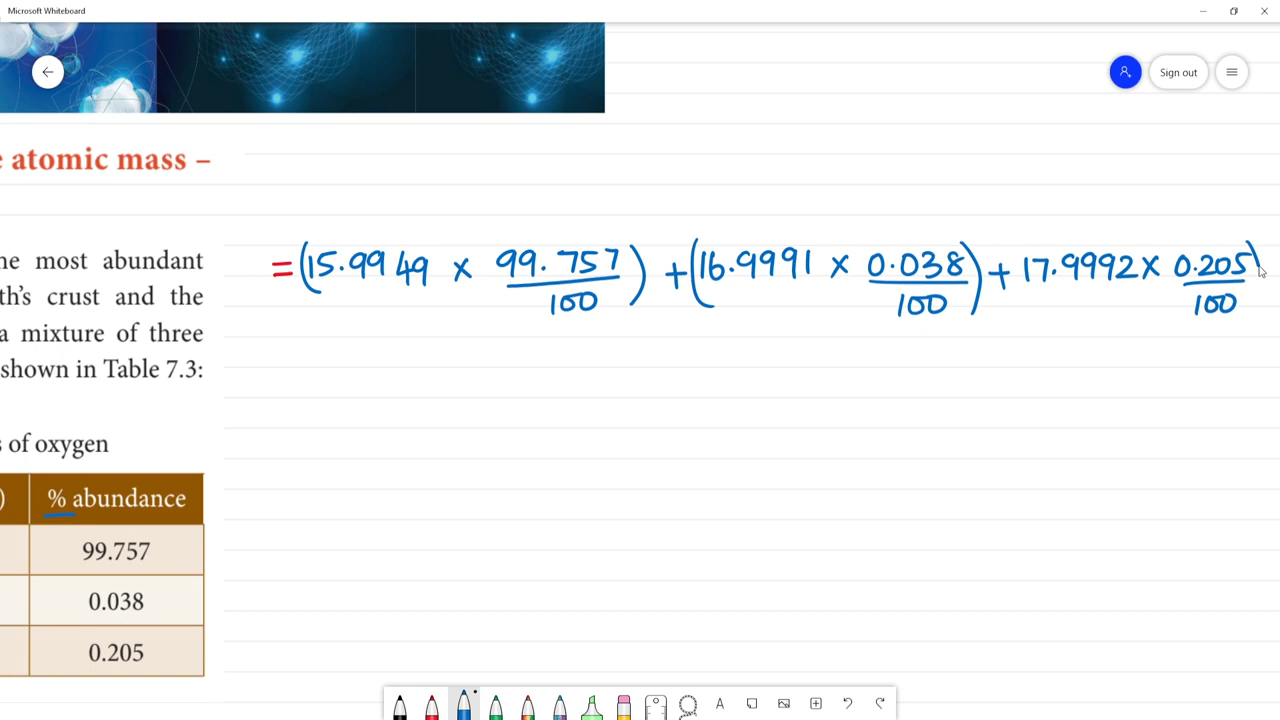 Microsoft Whiteboard
Sign out
e atomic mass –
= (15.9949 × 99.757/100) + (16.9991 × 0.038/100) + 17.9992 × 0.205/100)
ne most abundant
th's crust and the
a mixture of three
shown in Table 7.3:
s of oxygen
) % abundance
99.757
0.038
0.205
A